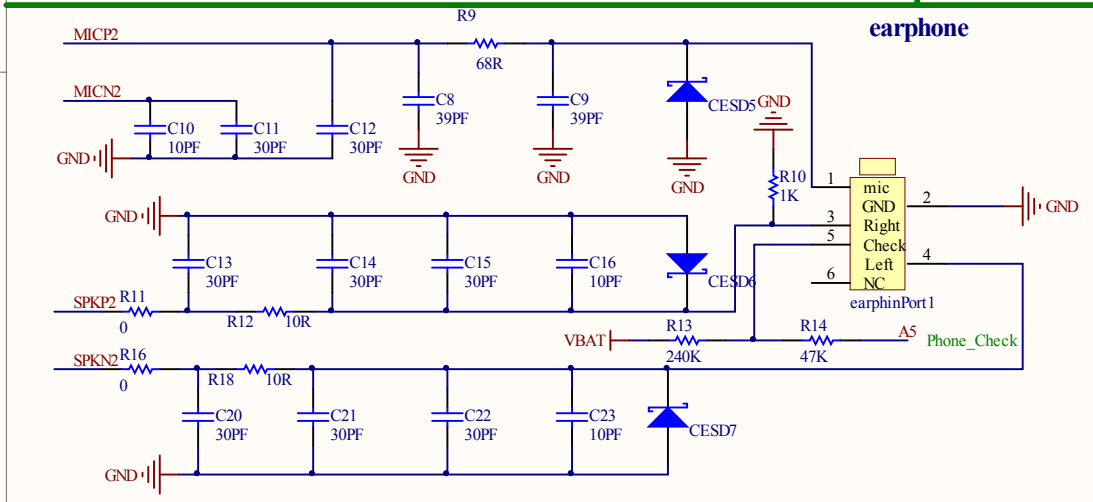 earphone
MICP2
R9
68R
MICN2
C10
10PF
C11
30PF
C12
30PF
C8
39PF
C9
39PF
CESD5
GND
GND
GND
GND
GND
R10
1K
1
mic
GND
2
GND
3
Right
5
Check
Left
4
6
NC
earphinPort1
GND
C13
30PF
C14
30PF
C15
30PF
C16
10PF
CESD6
SPKP2
R11
0
R12
10R
VBAT
R13
240K
R14
47K
A5
Phone_Check
SPKN2
R16
0
R18
10R
C20
30PF
C21
30PF
C22
30PF
C23
10PF
CESD7
GND